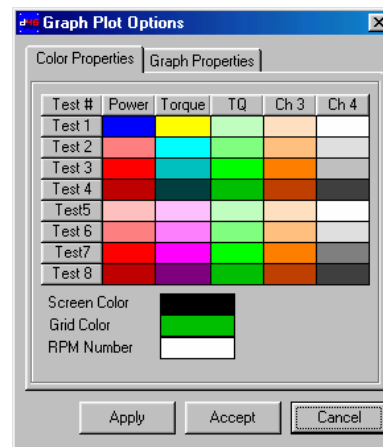 Graph Plot Options
Color Properties Graph Properties
Test # Power Torque TQ Ch 3 Ch 4
Test 1
Test 2
Test 3
Test 4
Test5
Test 6
Test7
Test 8
Screen Color
Grid Color
RPM Number
Apply Accept Cancel